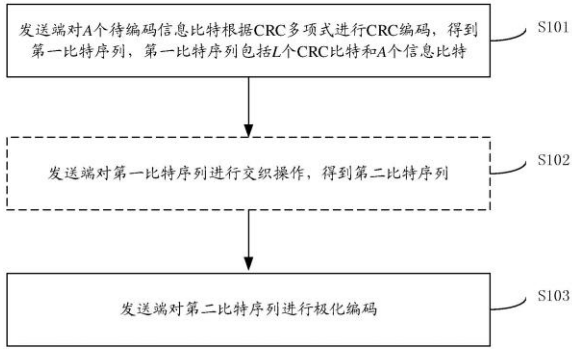 发送端对A个待编码信息比特根据CRC多项式进行CRC编码，得到
第一比特序列，第一比特序列包括L个CRC比特和A个信息比特
S101
发送端对第一比特序列进行交织操作，得到第二比特序列
S102
发送端对第二比特序列进行极化编码
S103